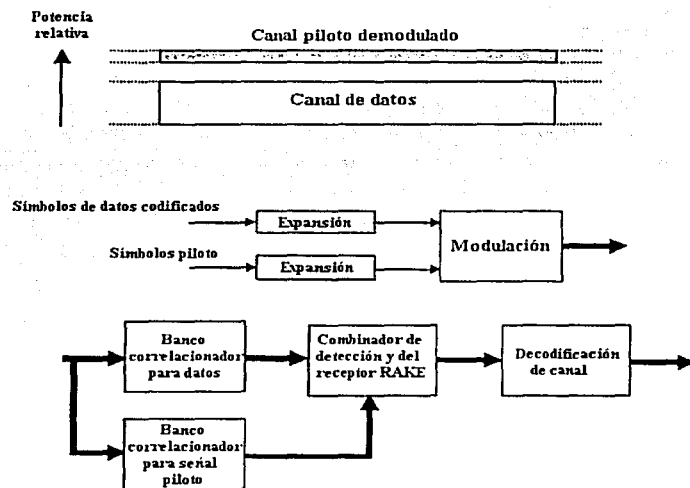 Potencia
relativa
Canal piloto demodulado
Canal de datos
Símbolos de datos codificados
Expansión
Modulación
Símbolos piloto
Expansión
Banco
correlacionador
para datos
Combinador de
detección y del
receptor RAKE
Decodificación
de canal
Banco
correlacionador
para señal
piloto